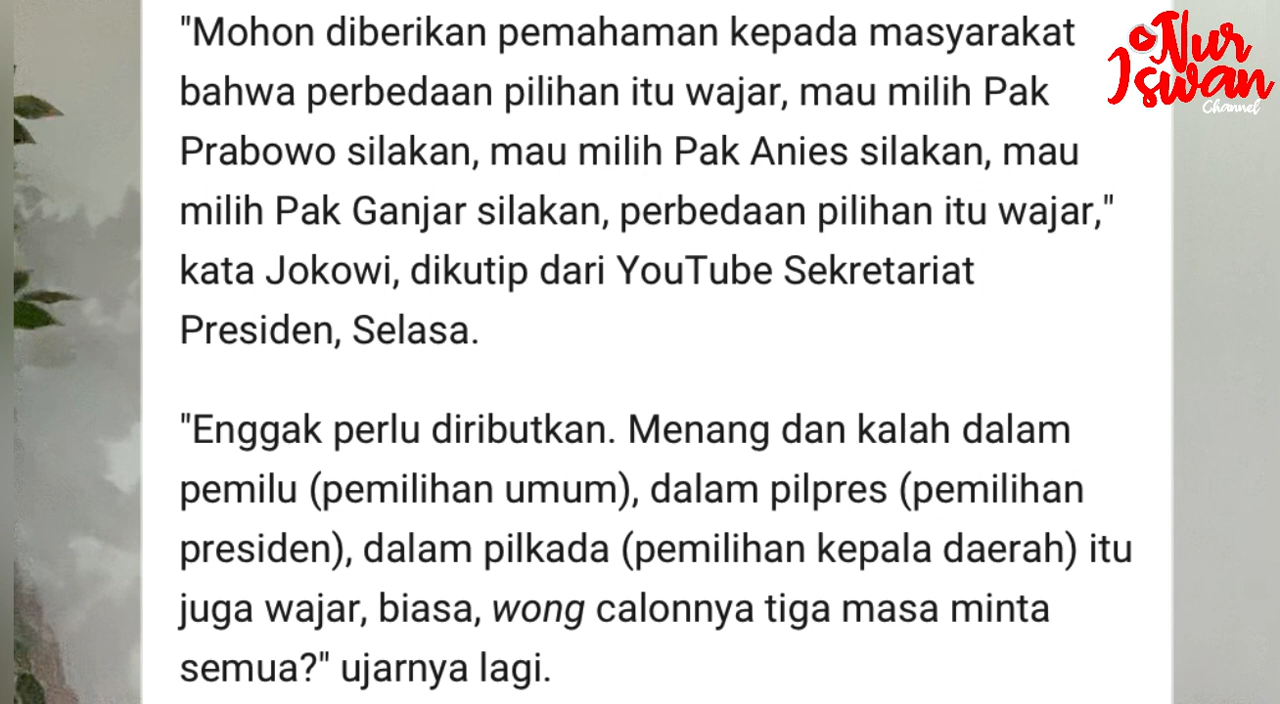 "Mohon diberikan pemahaman kepada masyarakat
bahwa perbedaan pilihan itu wajar, mau milih Pak
Prabowo silakan, mau milih Pak Anies silakan, mau
milih Pak Ganjar silakan, perbedaan pilihan itu wajar,"
kata Jokowi, dikutip dari YouTube Sekretariat
Presiden, Selasa.
"Enggak perlu diributkan. Menang dan kalah dalam
pemilu (pemilihan umum), dalam pilpres (pemilihan
presiden), dalam pilkada (pemilihan kepala daerah) itu
juga wajar, biasa, wong calonnya tiga masa minta
semua?" ujarnya lagi.
Nur
Iswan
Channel